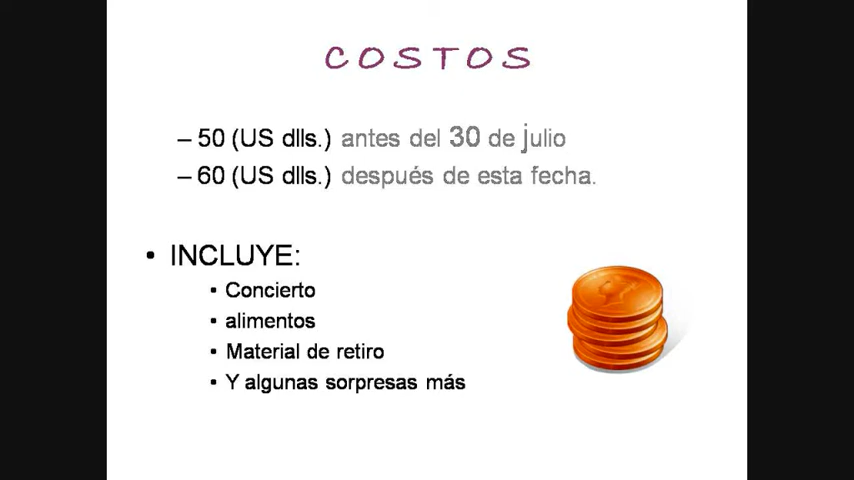 COSTOS
– 50 (US dlls.) antes del 30 de julio
– 60 (US dlls.) después de esta fecha.
• INCLUYE:
• Concierto
• alimentos
• Material de retiro
• Y algunas sorpresas más